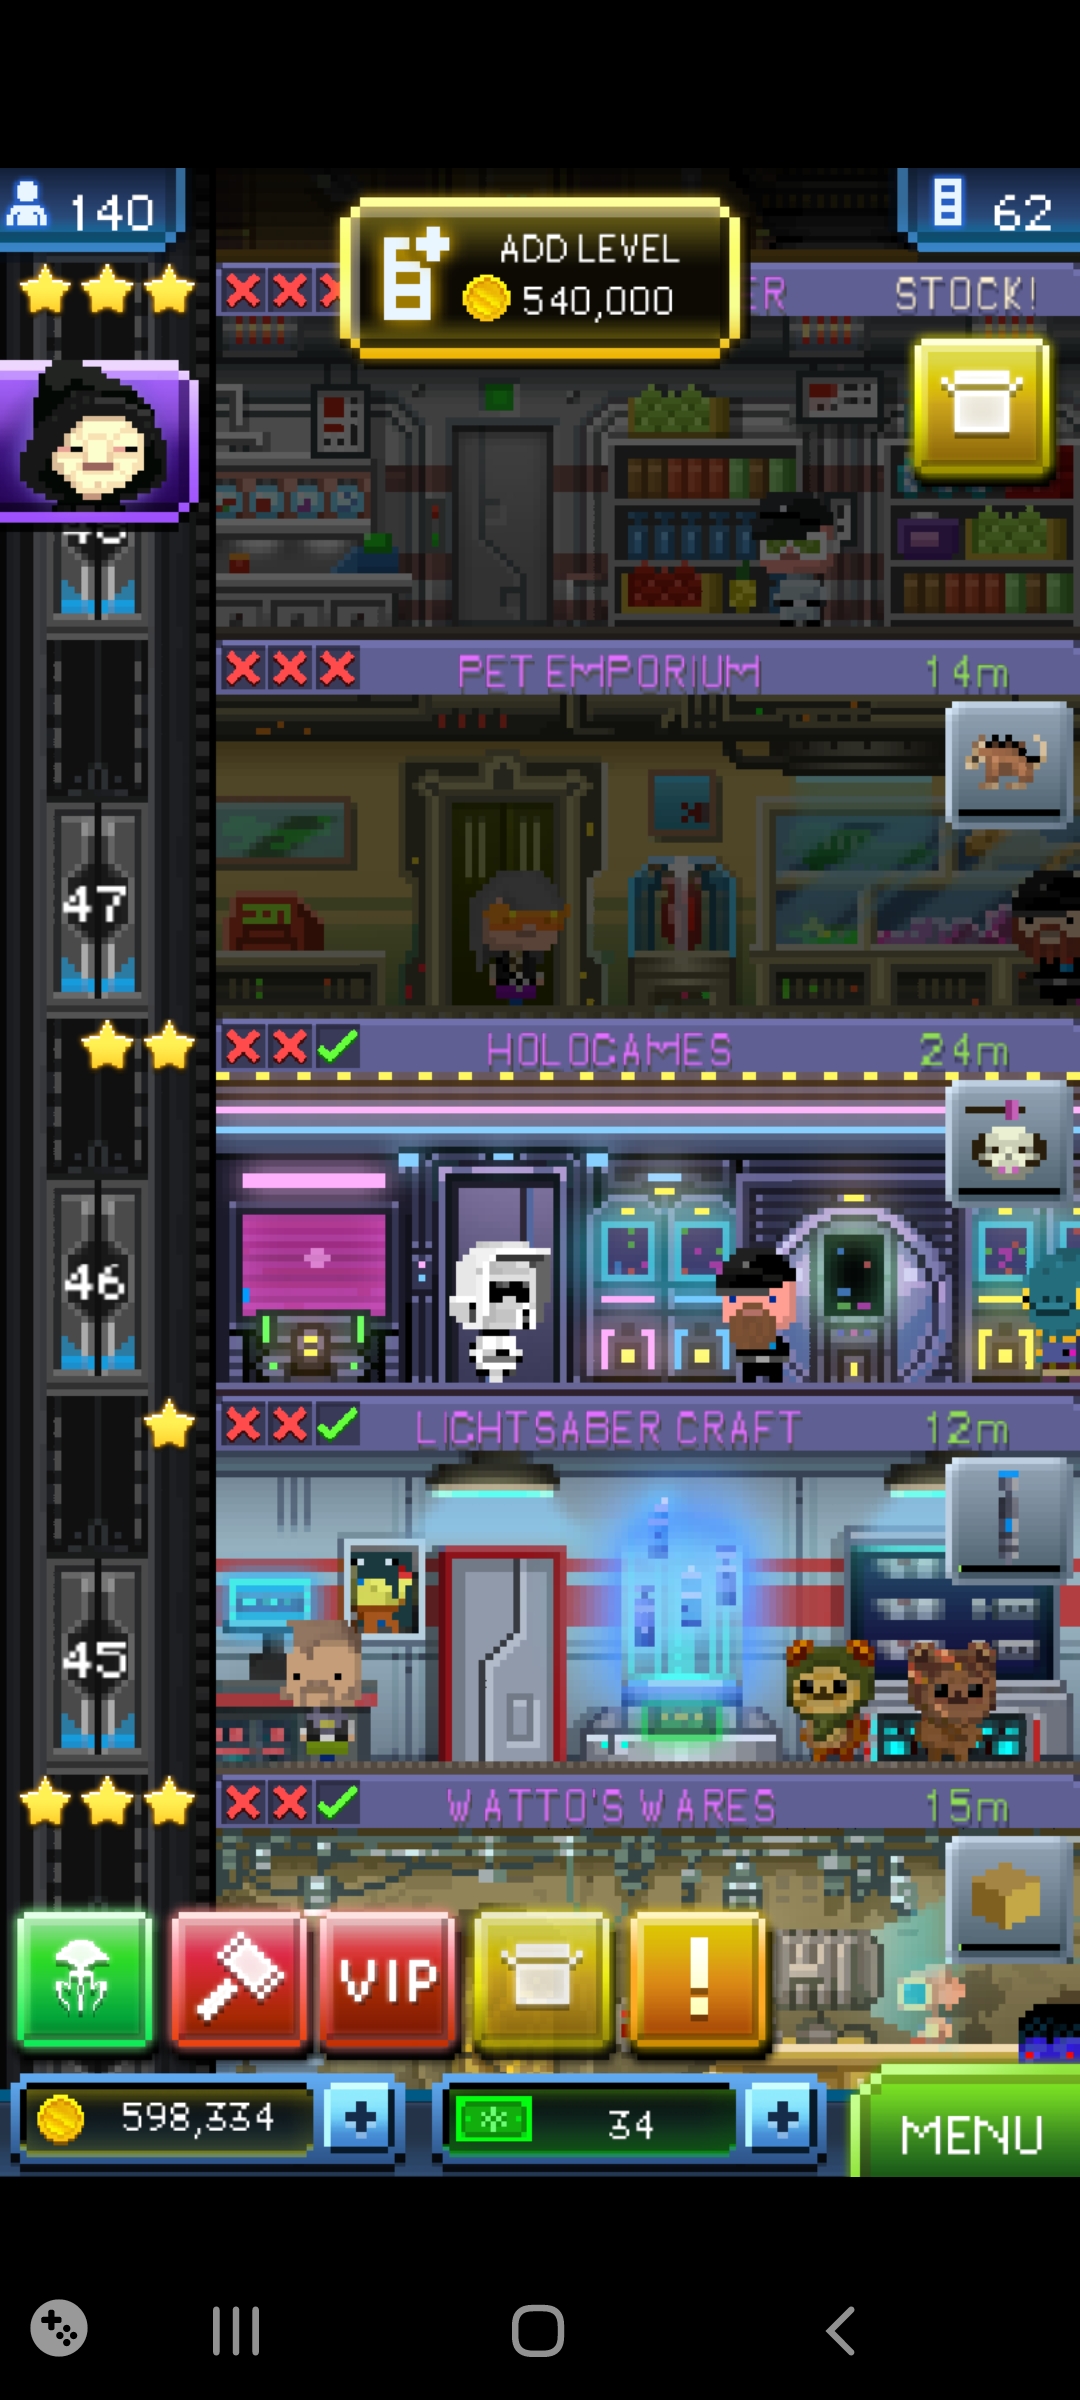 140
ADD LEVEL
540,000
62
ER
STOCK!
PET EMPORIUM
14m
47
HOLOGAMES
24m
46
LIGHTSABER CRAFT
12m
45
WATTO'S WARES
15m
VIP
!
598,334
+
34
+
MENU